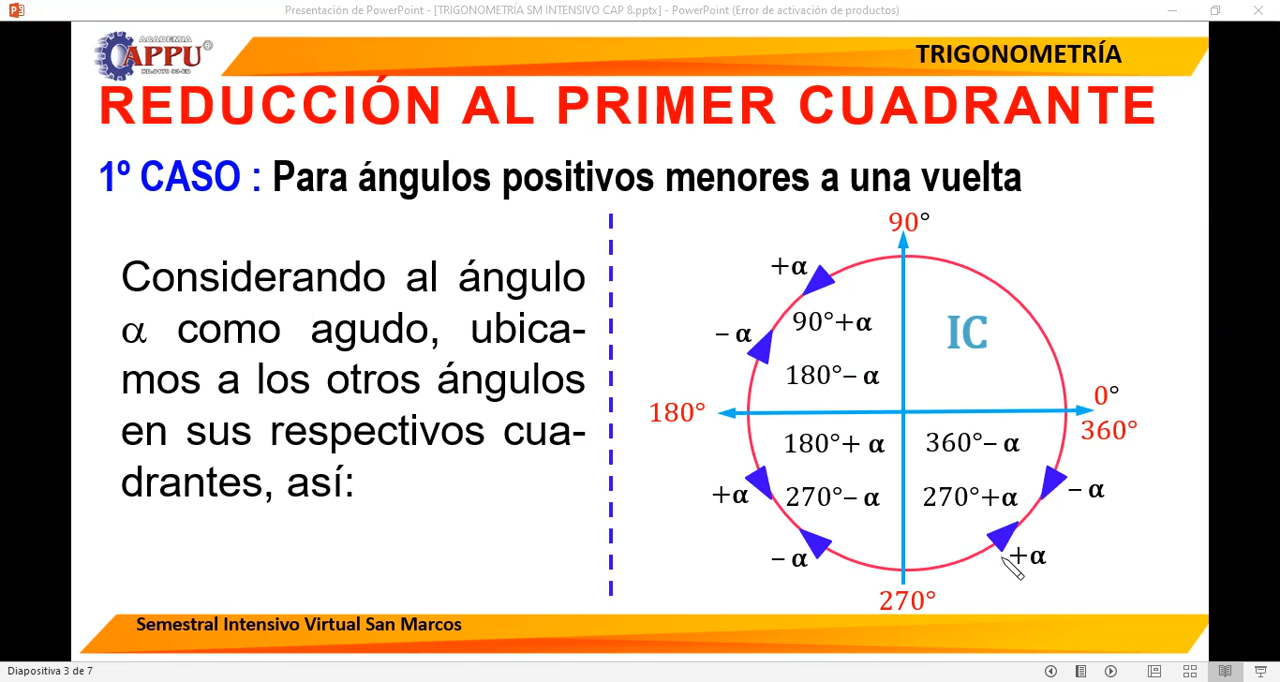 Presentación de PowerPoint - [TRIGONOMETRÍA SM INTENSIVO CAP 8.pptx] - PowerPoint (Error de activación de productos)
ACADEMIA
APPU
TRIGONOMETRÍA
REDUCCIÓN AL PRIMER CUADRANTE
1º CASO : Para ángulos positivos menores a una vuelta
Considerando al ángulo
α como agudo, ubica-
mos a los otros ángulos
en sus respectivos cua-
drantes, así:
90°
+α
90°+α
IC
– α
180°– α
180°
0°
360°
180°+ α
360°– α
+α
270°– α
270°+α
– α
– α
+α
270°
Semestral Intensivo Virtual San Marcos
Diapositiva 3 de 7